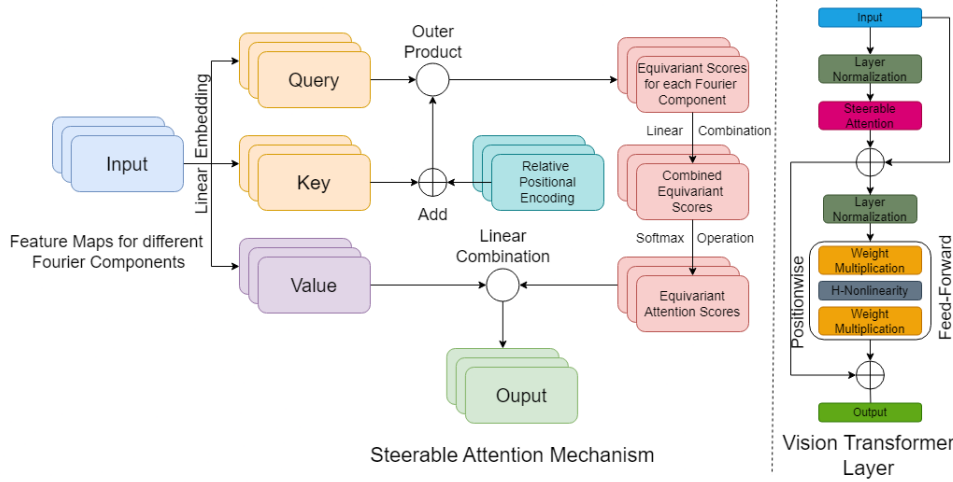 Input
Linear Embedding
Feature Maps for different
Fourier Components
Query
Key
Value
Outer
Product
Add
Relative
Positional
Encoding
Linear
Combination
Ouput
Equivariant Scores
for each Fourier
Component
Linear Combination
Combined
Equivariant
Scores
Softmax Operation
Equivariant
Attention Scores
Steerable Attention Mechanism
Input
Layer
Normalization
Steerable
Attention
Layer
Normalization
Positionwise
Feed-Forward
Weight
Multiplication
H-Nonlinearity
Weight
Multiplication
Output
Vision Transformer
Layer